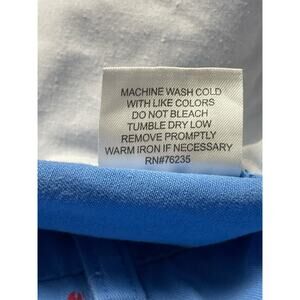 MACHINE WASH COLD
WITH LIKE COLORS
DO NOT BLEACH
TUMBLE DRY LOW
REMOVE PROMPTLY
WARM IRON IF NECESSARY
RN#76235